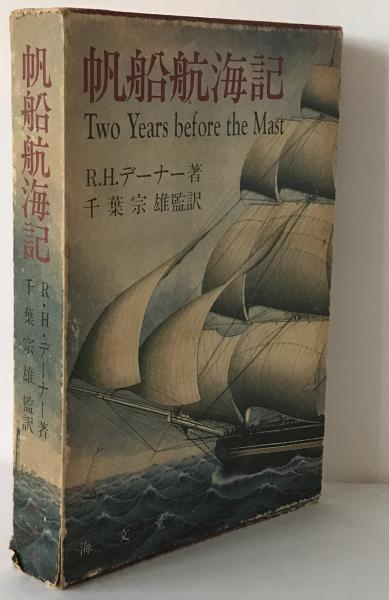 帆船航海記
Two Years before the Mast
R.H.デーナー著
千葉宗雄監訳
海文堂
帆船航海記
R・H・デーナー著
千葉宗雄監訳